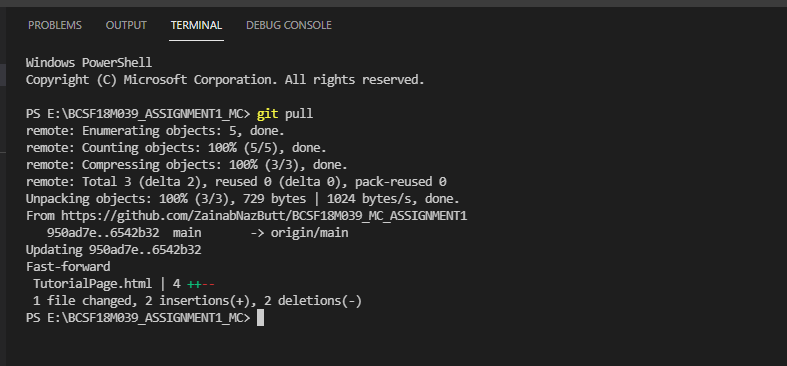 PROBLEMS OUTPUT TERMINAL DEBUG CONSOLE
Windows PowerShell
Copyright (C) Microsoft Corporation. All rights reserved.
PS E:\BCSF18M039_ASSIGNMENT1_MC> git pull
remote: Enumerating objects: 5, done.
remote: Counting objects: 100% (5/5), done.
remote: Compressing objects: 100% (3/3), done.
remote: Total 3 (delta 2), reused 0 (delta 0), pack-reused 0
Unpacking objects: 100% (3/3), 729 bytes | 1024 bytes/s, done.
From https://github.com/ZainabNazButt/BCSF18M039_MC_ASSIGNMENT1
   950ad7e..6542b32  main       -> origin/main
Updating 950ad7e..6542b32
Fast-forward
 TutorialPage.html | 4 ++--
 1 file changed, 2 insertions(+), 2 deletions(-)
PS E:\BCSF18M039_ASSIGNMENT1_MC>